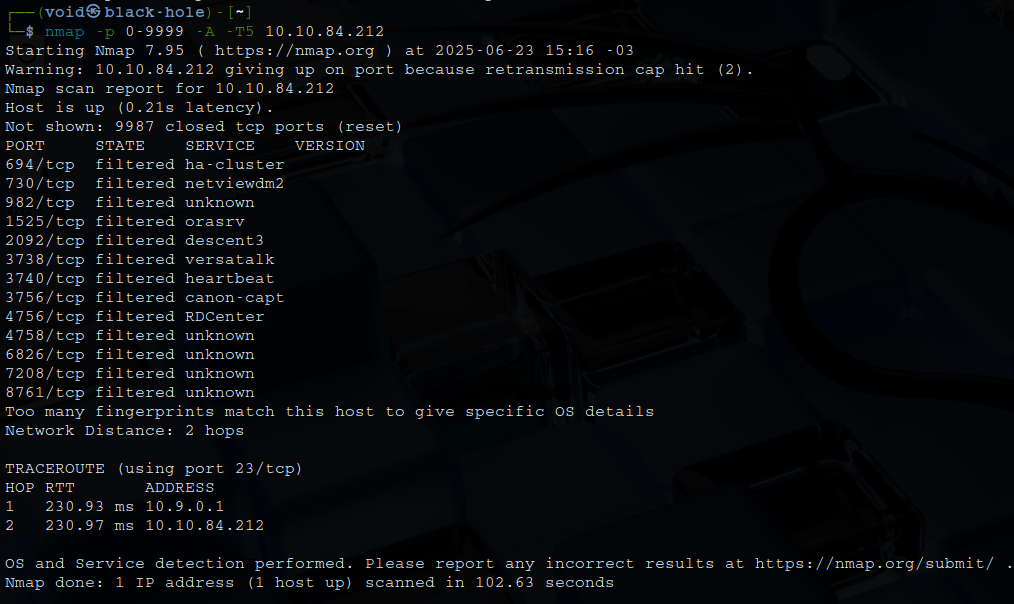 ┌──(void㉿black-hole)-[~]
└─$ nmap -p 0-9999 -A -T5 10.10.84.212
Starting Nmap 7.95 ( https://nmap.org ) at 2025-06-23 15:16 -03
Warning: 10.10.84.212 giving up on port because retransmission cap hit (2).
Nmap scan report for 10.10.84.212
Host is up (0.21s latency).
Not shown: 9987 closed tcp ports (reset)
PORT     STATE    SERVICE    VERSION
694/tcp  filtered ha-cluster
730/tcp  filtered netviewdm2
982/tcp  filtered unknown
1525/tcp filtered orasrv
2092/tcp filtered descent3
3738/tcp filtered versatalk
3740/tcp filtered heartbeat
3756/tcp filtered canon-capt
4756/tcp filtered RDCenter
4758/tcp filtered unknown
6826/tcp filtered unknown
7208/tcp filtered unknown
8761/tcp filtered unknown
Too many fingerprints match this host to give specific OS details
Network Distance: 2 hops
TRACEROUTE (using port 23/tcp)
HOP RTT       ADDRESS
1   230.93 ms 10.9.0.1
2   230.97 ms 10.10.84.212
OS and Service detection performed. Please report any incorrect results at https://nmap.org/submit/ .
Nmap done: 1 IP address (1 host up) scanned in 102.63 seconds